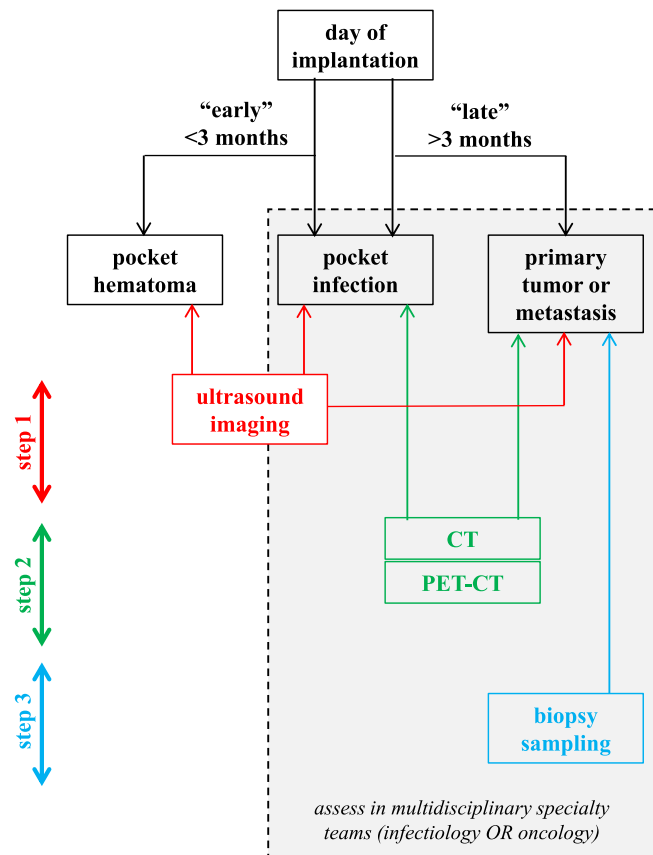 day of
implantation
“early”
<3 months
“late”
>3 months
pocket
hematoma
pocket
infection
primary
tumor or
metastasis
ultrasound
imaging
step 1
CT
PET-CT
step 2
biopsy
sampling
step 3
assess in multidisciplinary specialty
teams (infectiology OR oncology)